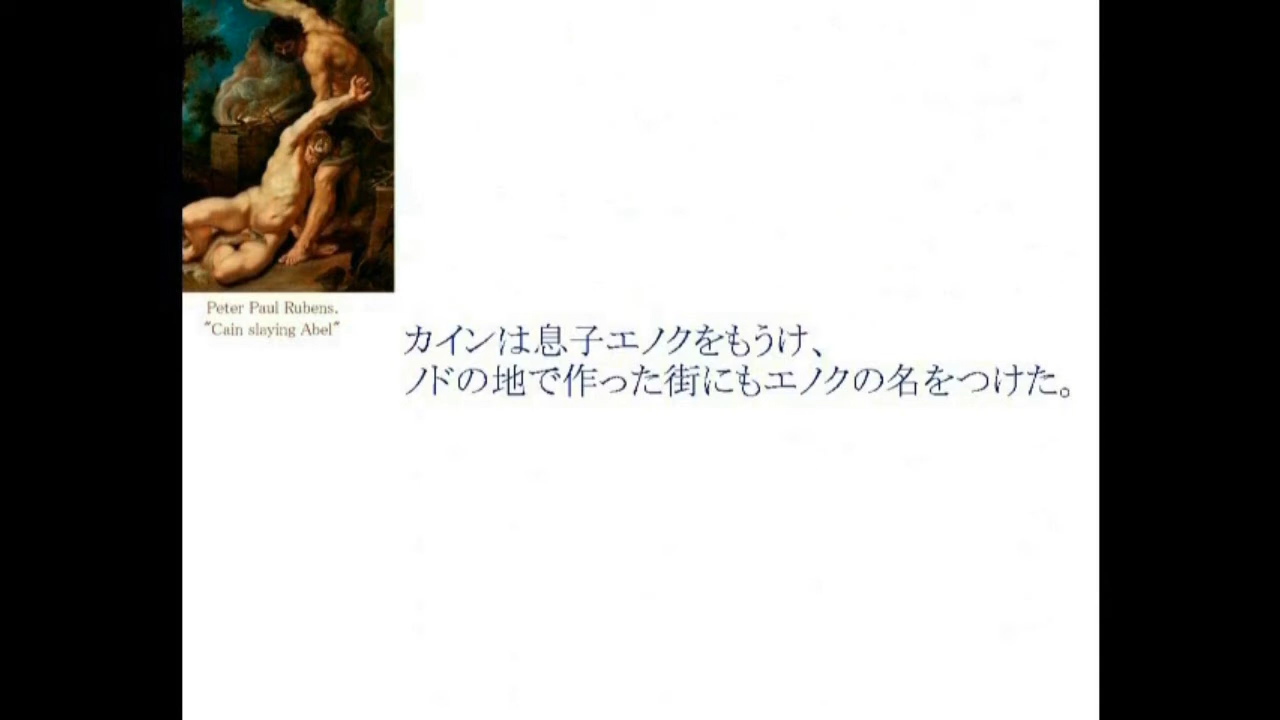 Peter Paul Rubens.
"Cain slaying Abel"
カインは息子エノクをもうけ、
ノドの地で作った街にもエノクの名をつけた。